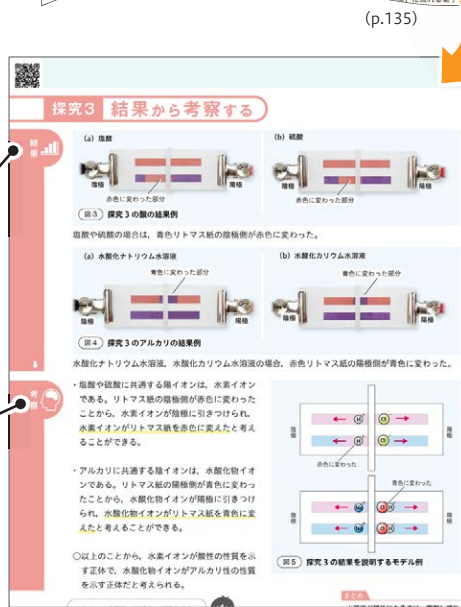 (p.135)
探究3 結果から考察する
結果
(a) 塩酸
(b) 硫酸
陰極
陽極
陰極
陽極
赤色に変わった部分
赤色に変わった部分
図3 探究3の酸の結果例
塩酸や硫酸の場合は，青色リトマス紙の陰極側が赤色に変わった。
(a) 水酸化ナトリウム水溶液
(b) 水酸化カリウム水溶液
青色に変わった部分
青色に変わった部分
陰極
陽極
陰極
陽極
図4 探究3のアルカリの結果例
水酸化ナトリウム水溶液，水酸化カリウム水溶液の場合，赤色リトマス紙の陽極側が青色に変わった。
考察
・塩酸や硫酸に共通する陽イオンは，水素イオン
である。リトマス紙の陰極側が赤色に変わった
ことから，水素イオンが陰極に引きつけられ，
水素イオンがリトマス紙を赤色に変えたと考え
ることができる。
・アルカリに共通する陰イオンは，水酸化物イオ
ンである。リトマス紙の陽極側が青色に変わっ
たことから，水酸化物イオンが陽極に引きつけ
られ，水酸化物イオンがリトマス紙を青色に変
えたと考えることができる。
○以上のことから，水素イオンが酸性の性質を示
す正体で，水酸化物イオンがアルカリ性の性質
を示す正体だと考えられる。
陰極
陽極
赤色に変わった
青色に変わった
陰極
陽極
図5 探究3の結果を説明するモデル例
まとめ